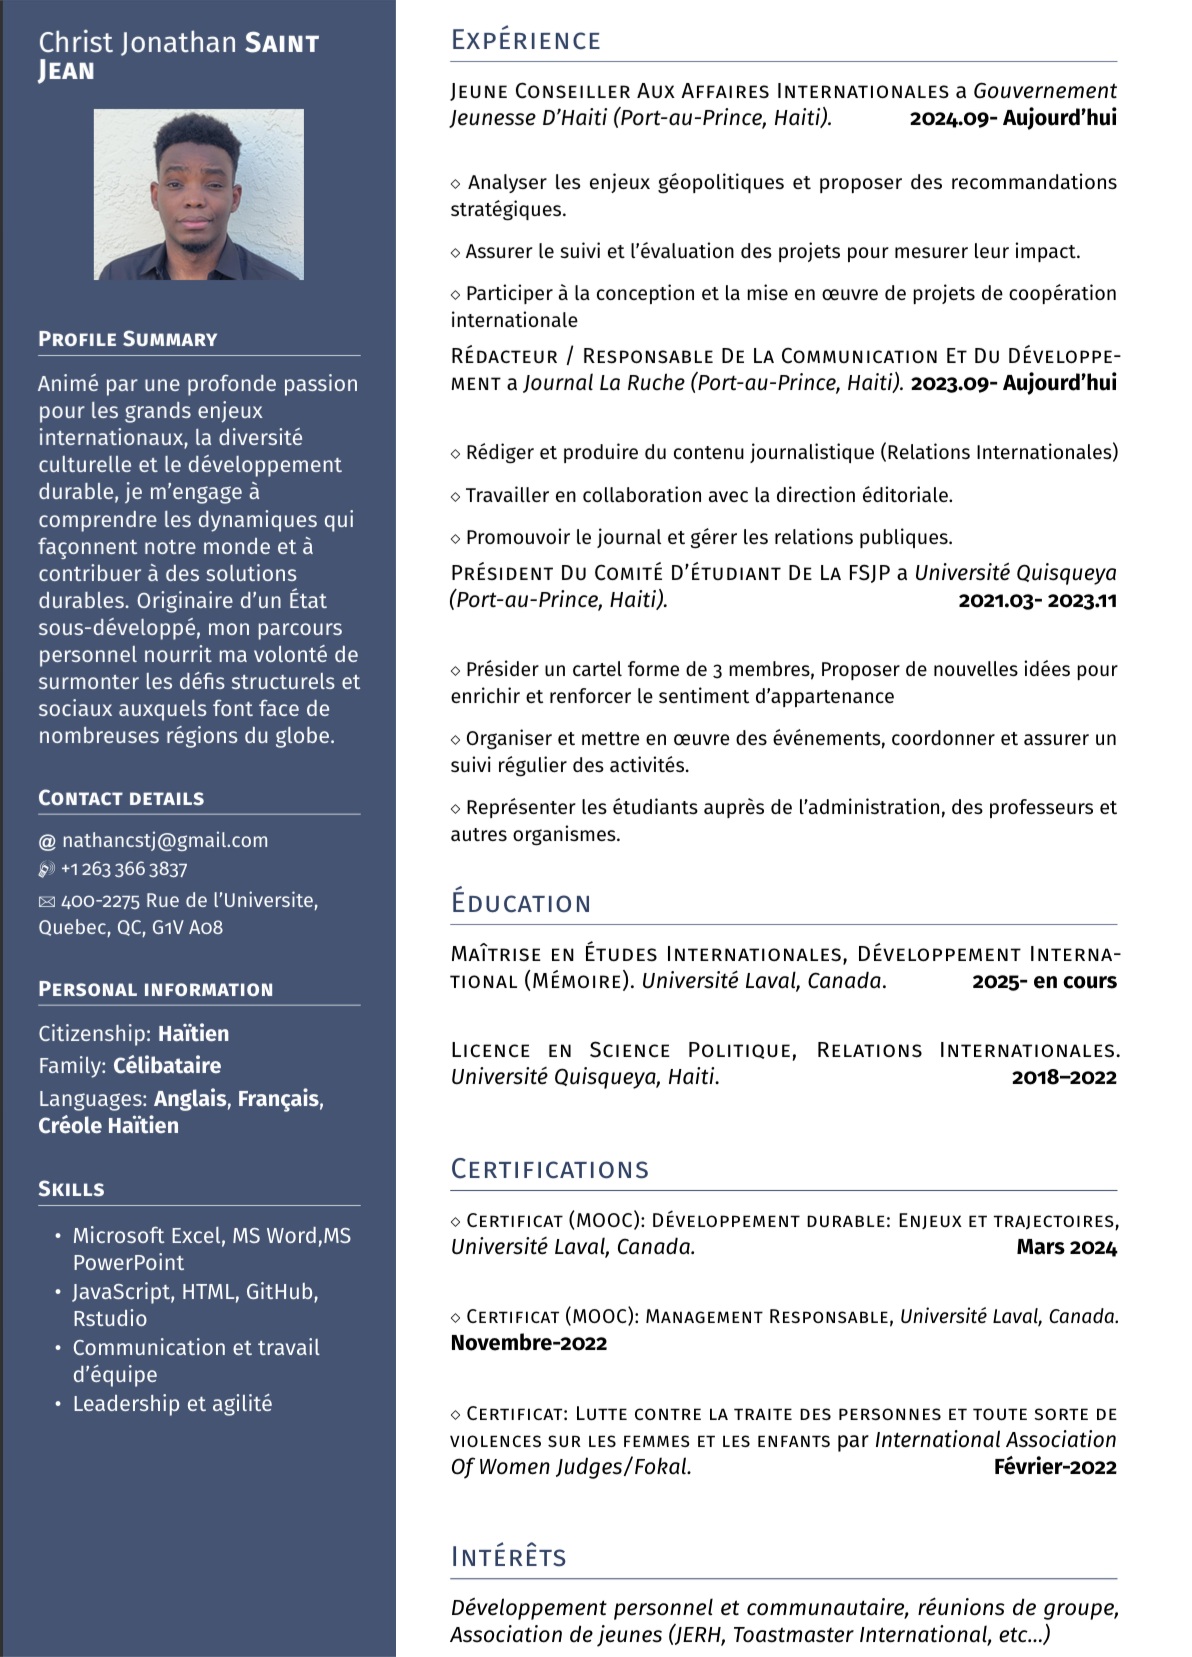 Christ Jonathan SAINT
JEAN
PROFILE SUMMARY
Animé par une profonde passion
pour les grands enjeux
internationaux, la diversité
culturelle et le développement
durable, je m'engage à
comprendre les dynamiques qui
façonnent notre monde et à
contribuer à des solutions
durables. Originaire d'un État
sous-développé, mon parcours
personnel nourrit ma volonté de
surmonter les défis structurels et
sociaux auxquels font face de
nombreuses régions du globe.
CONTACT DETAILS
@ nathancstj@gmail.com
+1 263 366 3837
400-2275 Rue de l'Universite,
Quebec, QC, G1V A08
PERSONAL INFORMATION
Citizenship: Haïtien
Family: Célibataire
Languages: Anglais, Français,
Créole Haïtien
SKILLS
• Microsoft Excel, MS Word,MS
PowerPoint
• JavaScript, HTML, GitHub,
Rstudio
• Communication et travail
d'équipe
• Leadership et agilité
EXPÉRIENCE
JEUNE CONSEILLER AUX AFFAIRES INTERNATIONALES a Gouvernement
Jeunesse D'Haiti (Port-au-Prince, Haiti). 2024.09- Aujourd'hui
◇ Analyser les enjeux géopolitiques et proposer des recommandations
stratégiques.
◇ Assurer le suivi et l'évaluation des projets pour mesurer leur impact.
◇ Participer à la conception et la mise en œuvre de projets de coopération
internationale
RÉDACTEUR / RESPONSABLE DE LA COMMUNICATION ET DU DÉVELOPPE-
MENT a Journal La Ruche (Port-au-Prince, Haiti). 2023.09- Aujourd'hui
◇ Rédiger et produire du contenu journalistique (Relations Internationales)
◇ Travailler en collaboration avec la direction éditoriale.
◇ Promouvoir le journal et gérer les relations publiques.
PRÉSIDENT DU COMITÉ D'ÉTUDIANT DE LA FSJP a Université Quisqueya
(Port-au-Prince, Haiti). 2021.03- 2023.11
◇ Présider un cartel forme de 3 membres, Proposer de nouvelles idées pour
enrichir et renforcer le sentiment d'appartenance
◇ Organiser et mettre en œuvre des événements, coordonner et assurer un
suivi régulier des activités.
◇ Représenter les étudiants auprès de l'administration, des professeurs et
autres organismes.
ÉDUCATION
MAÎTRISE EN ÉTUDES INTERNATIONALES, DÉVELOPPEMENT INTERNA-
TIONAL (MÉMOIRE). Université Laval, Canada. 2025- en cours
LICENCE EN SCIENCE POLITIQUE, RELATIONS INTERNATIONALES.
Université Quisqueya, Haiti. 2018–2022
CERTIFICATIONS
◇ CERTIFICAT (MOOC): DÉVELOPPEMENT DURABLE: ENJEUX ET TRAJECTOIRES,
Université Laval, Canada. Mars 2024
◇ CERTIFICAT (MOOC): MANAGEMENT RESPONSABLE, Université Laval, Canada.
Novembre-2022
◇ CERTIFICAT: LUTTE CONTRE LA TRAITE DES PERSONNES ET TOUTE SORTE DE
VIOLENCES SUR LES FEMMES ET LES ENFANTS par International Association
Of Women Judges/Fokal. Février-2022
INTÉRÊTS
Développement personnel et communautaire, réunions de groupe,
Association de jeunes (JERH, Toastmaster International, etc...)